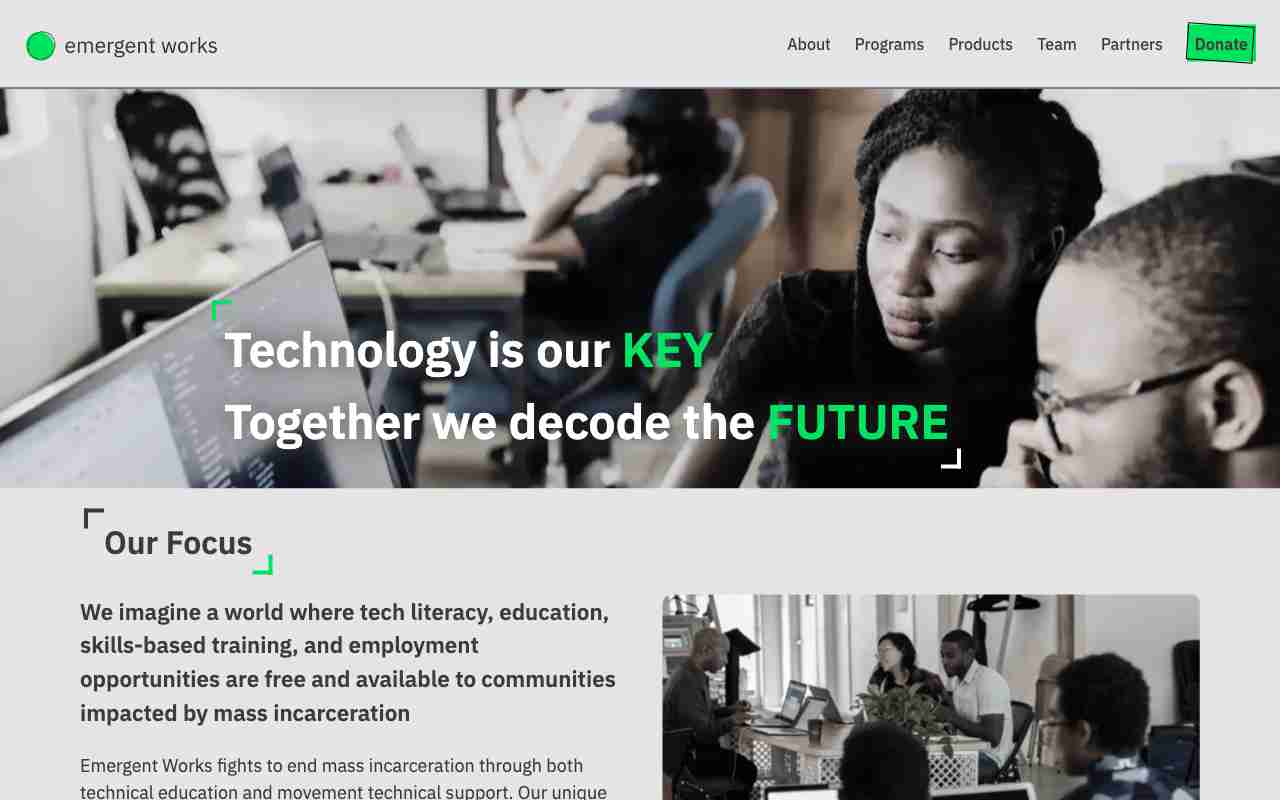 emergent works
About
Programs
Products
Team
Partners
Donate
Technology is our KEY
Together we decode the FUTURE
Our Focus
We imagine a world where tech literacy, education,
skills-based training, and employment
opportunities are free and available to communities
impacted by mass incarceration
Emergent Works fights to end mass incarceration through both
technical education and movement technical support. Our unique